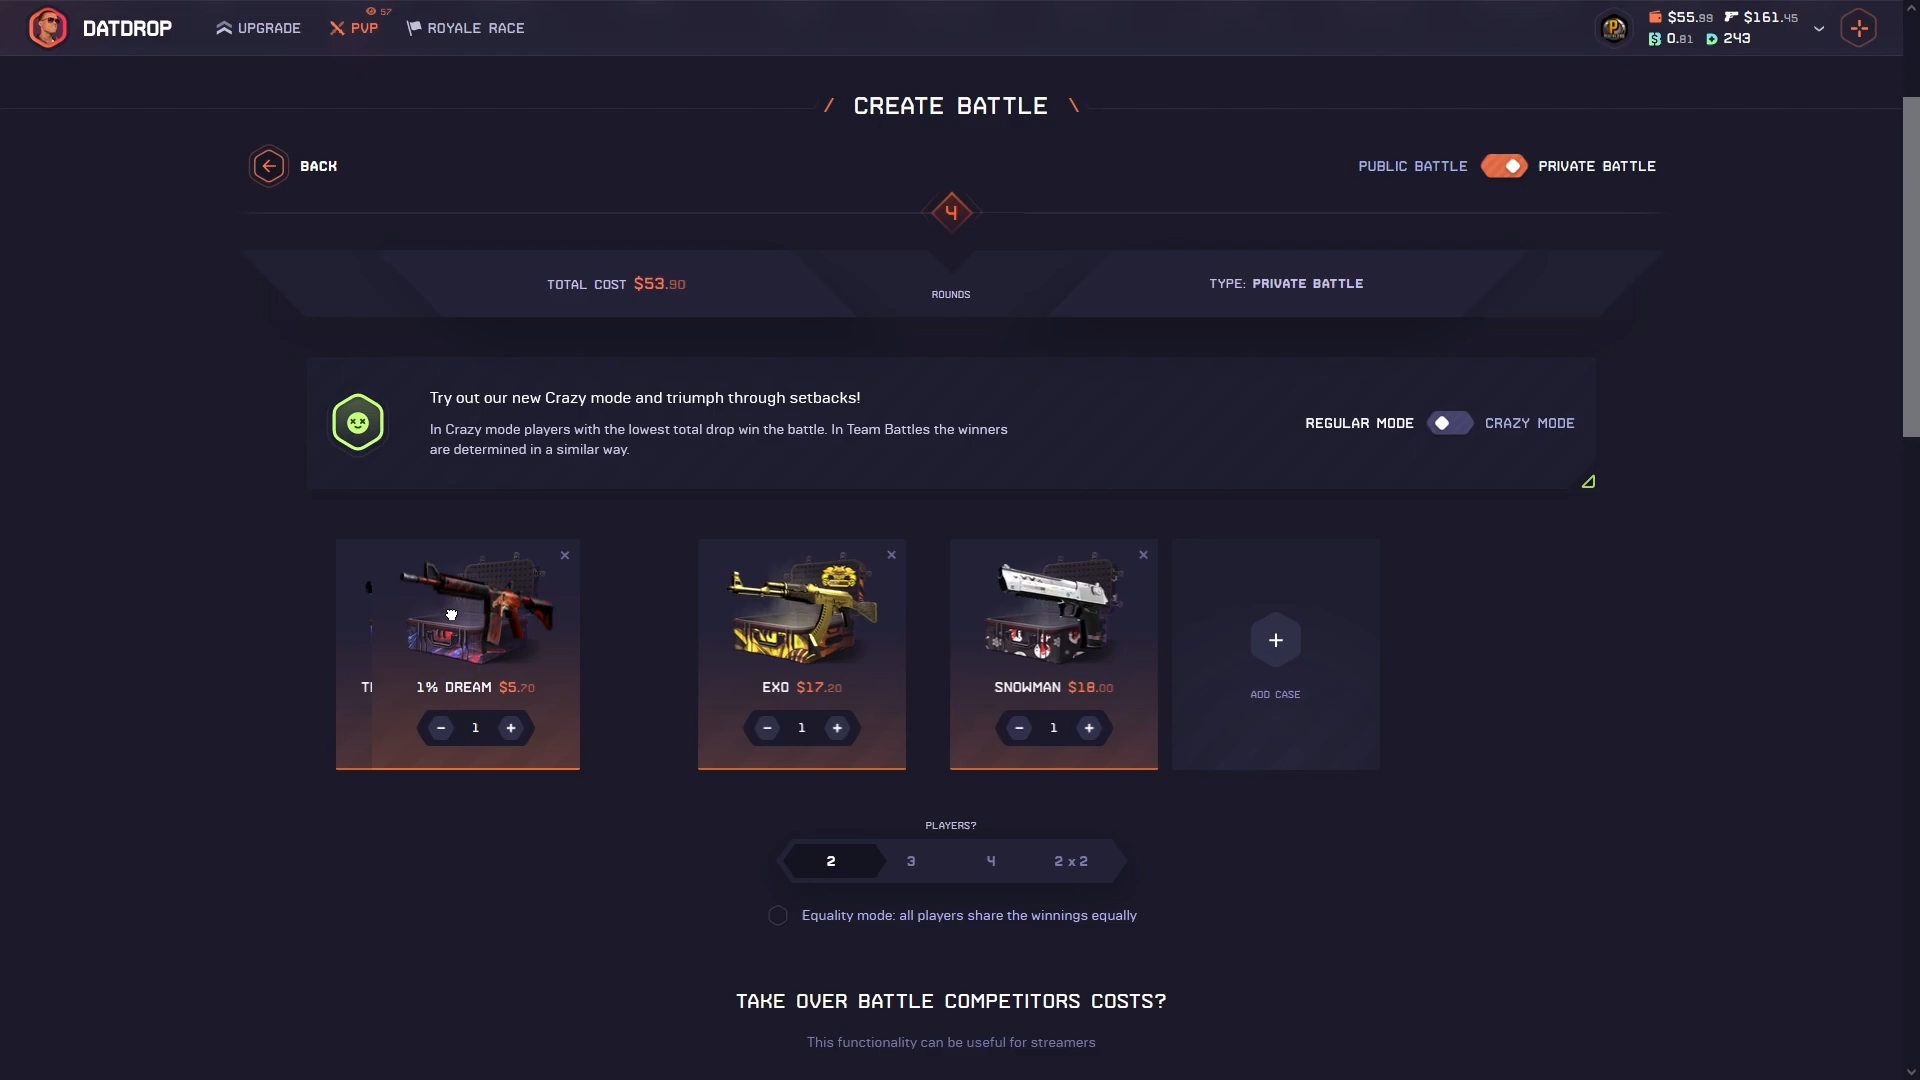 DATDROP
UPGRADE
PVP
57
ROYALE RACE
$55.99
$161.45
0.81
243
CREATE BATTLE
BACK
PUBLIC BATTLE
PRIVATE BATTLE
4
TOTAL COST $53.90
ROUNDS
TYPE: PRIVATE BATTLE
Try out our new Crazy mode and triumph through setbacks!
In Crazy mode players with the lowest total drop win the battle. In Team Battles the winners
are determined in a similar way.
REGULAR MODE
CRAZY MODE
1% DREAM $5.70
EXO $17.20
SNOWMAN $18.00
1
1
1
ADD CASE
PLAYERS?
2
3
4
2 x 2
Equality mode: all players share the winnings equally
TAKE OVER BATTLE COMPETITORS COSTS?
This functionality can be useful for streamers